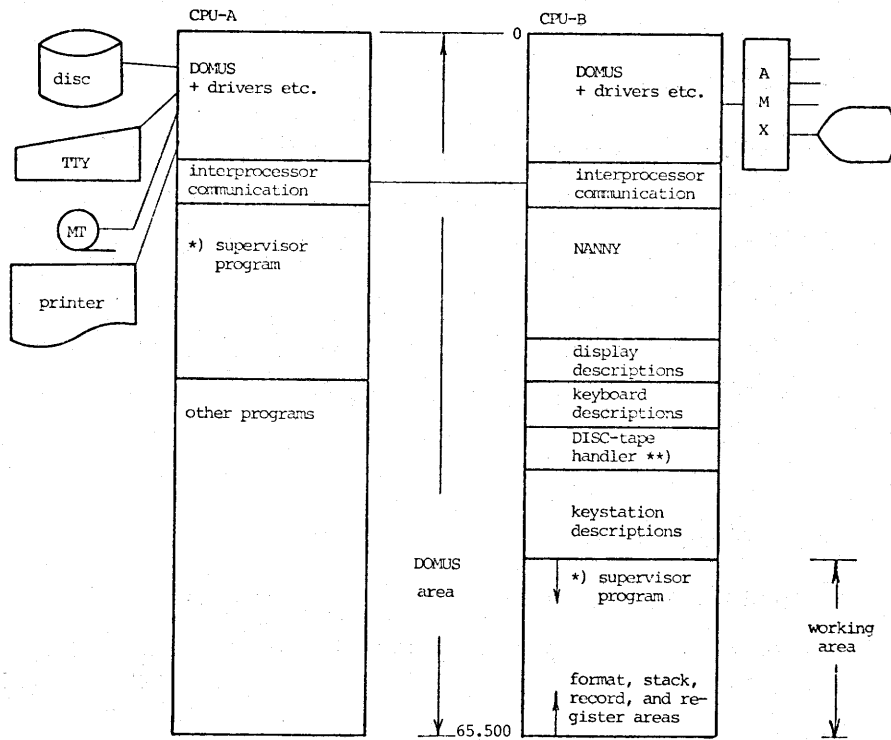 CPU-A
disc
TTY
MT
printer
DOMUS
+ drivers etc.
interprocessor
communication
*) supervisor
program
other programs
0
DOMUS
area
65.500
CPU-B
DOMUS
+ drivers etc.
interprocessor
communication
NANNY
display
descriptions
keyboard
descriptions
DISC-tape
handler **)
keystation
descriptions
*) supervisor
program
format, stack,
record, and re-
gister areas
A
M
X
working
area